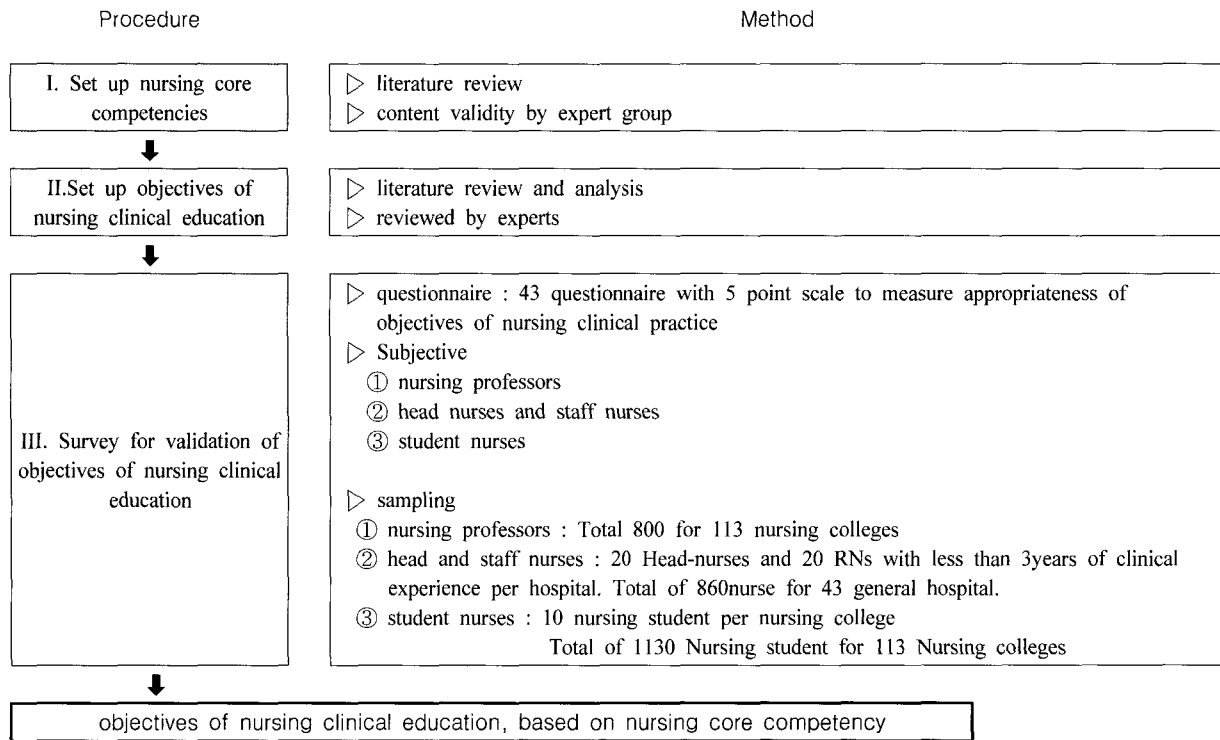 Procedure
Method
I. Set up nursing core
competencies
▷ literature review
▷ content validity by expert group
II.Set up objectives of
nursing clinical education
▷ literature review and analysis
▷ reviewed by experts
III. Survey for validation of
objectives of nursing clinical
education
▷ questionnaire : 43 questionnaire with 5 point scale to measure appropriateness of
objectives of nursing clinical practice
▷ Subjective
① nursing professors
② head nurses and staff nurses
③ student nurses
▷ sampling
① nursing professors : Total 800 for 113 nursing colleges
② head and staff nurses : 20 Head-nurses and 20 RNs with less than 3years of clinical
experience per hospital. Total of 860nurse for 43 general hospital.
③ student nurses : 10 nursing student per nursing college
Total of 1130 Nursing student for 113 Nursing colleges
objectives of nursing clinical education, based on nursing core competency